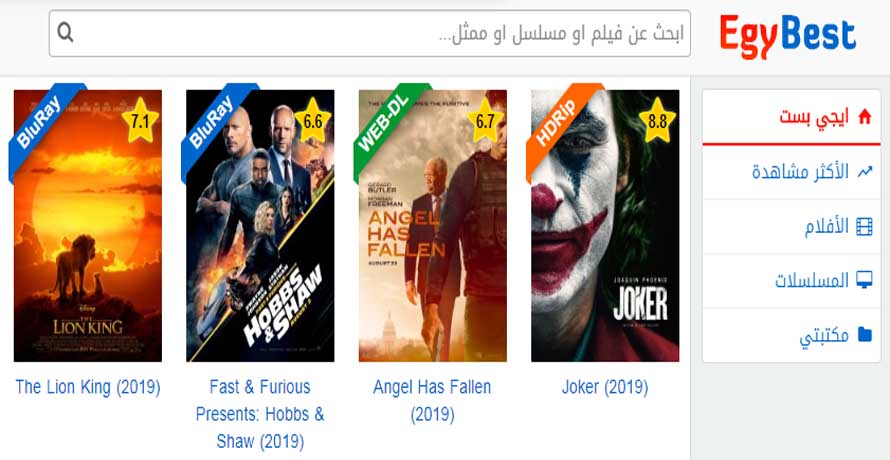 EgyBest
ابحث عن فيلم او مسلسل او ممثل...
ايجي بست
الأكثر مشاهدة
الأفلام
المسلسلات
مكتبتي
BluRay
7.1
Disney
THE
LION KING
The Lion King (2019)
BluRay
6.6
HOBBS
& SHAW
Fast & Furious
Presents: Hobbs &
Shaw (2019)
WEB-DL
6.7
GERARD
BUTLER
MORGAN
FREEMAN
ANGEL
HAS
FALLEN
AUGUST 23
Angel Has Fallen
(2019)
HDRip
8.8
JOAQUIN PHOENIX
JOKER
Joker (2019)